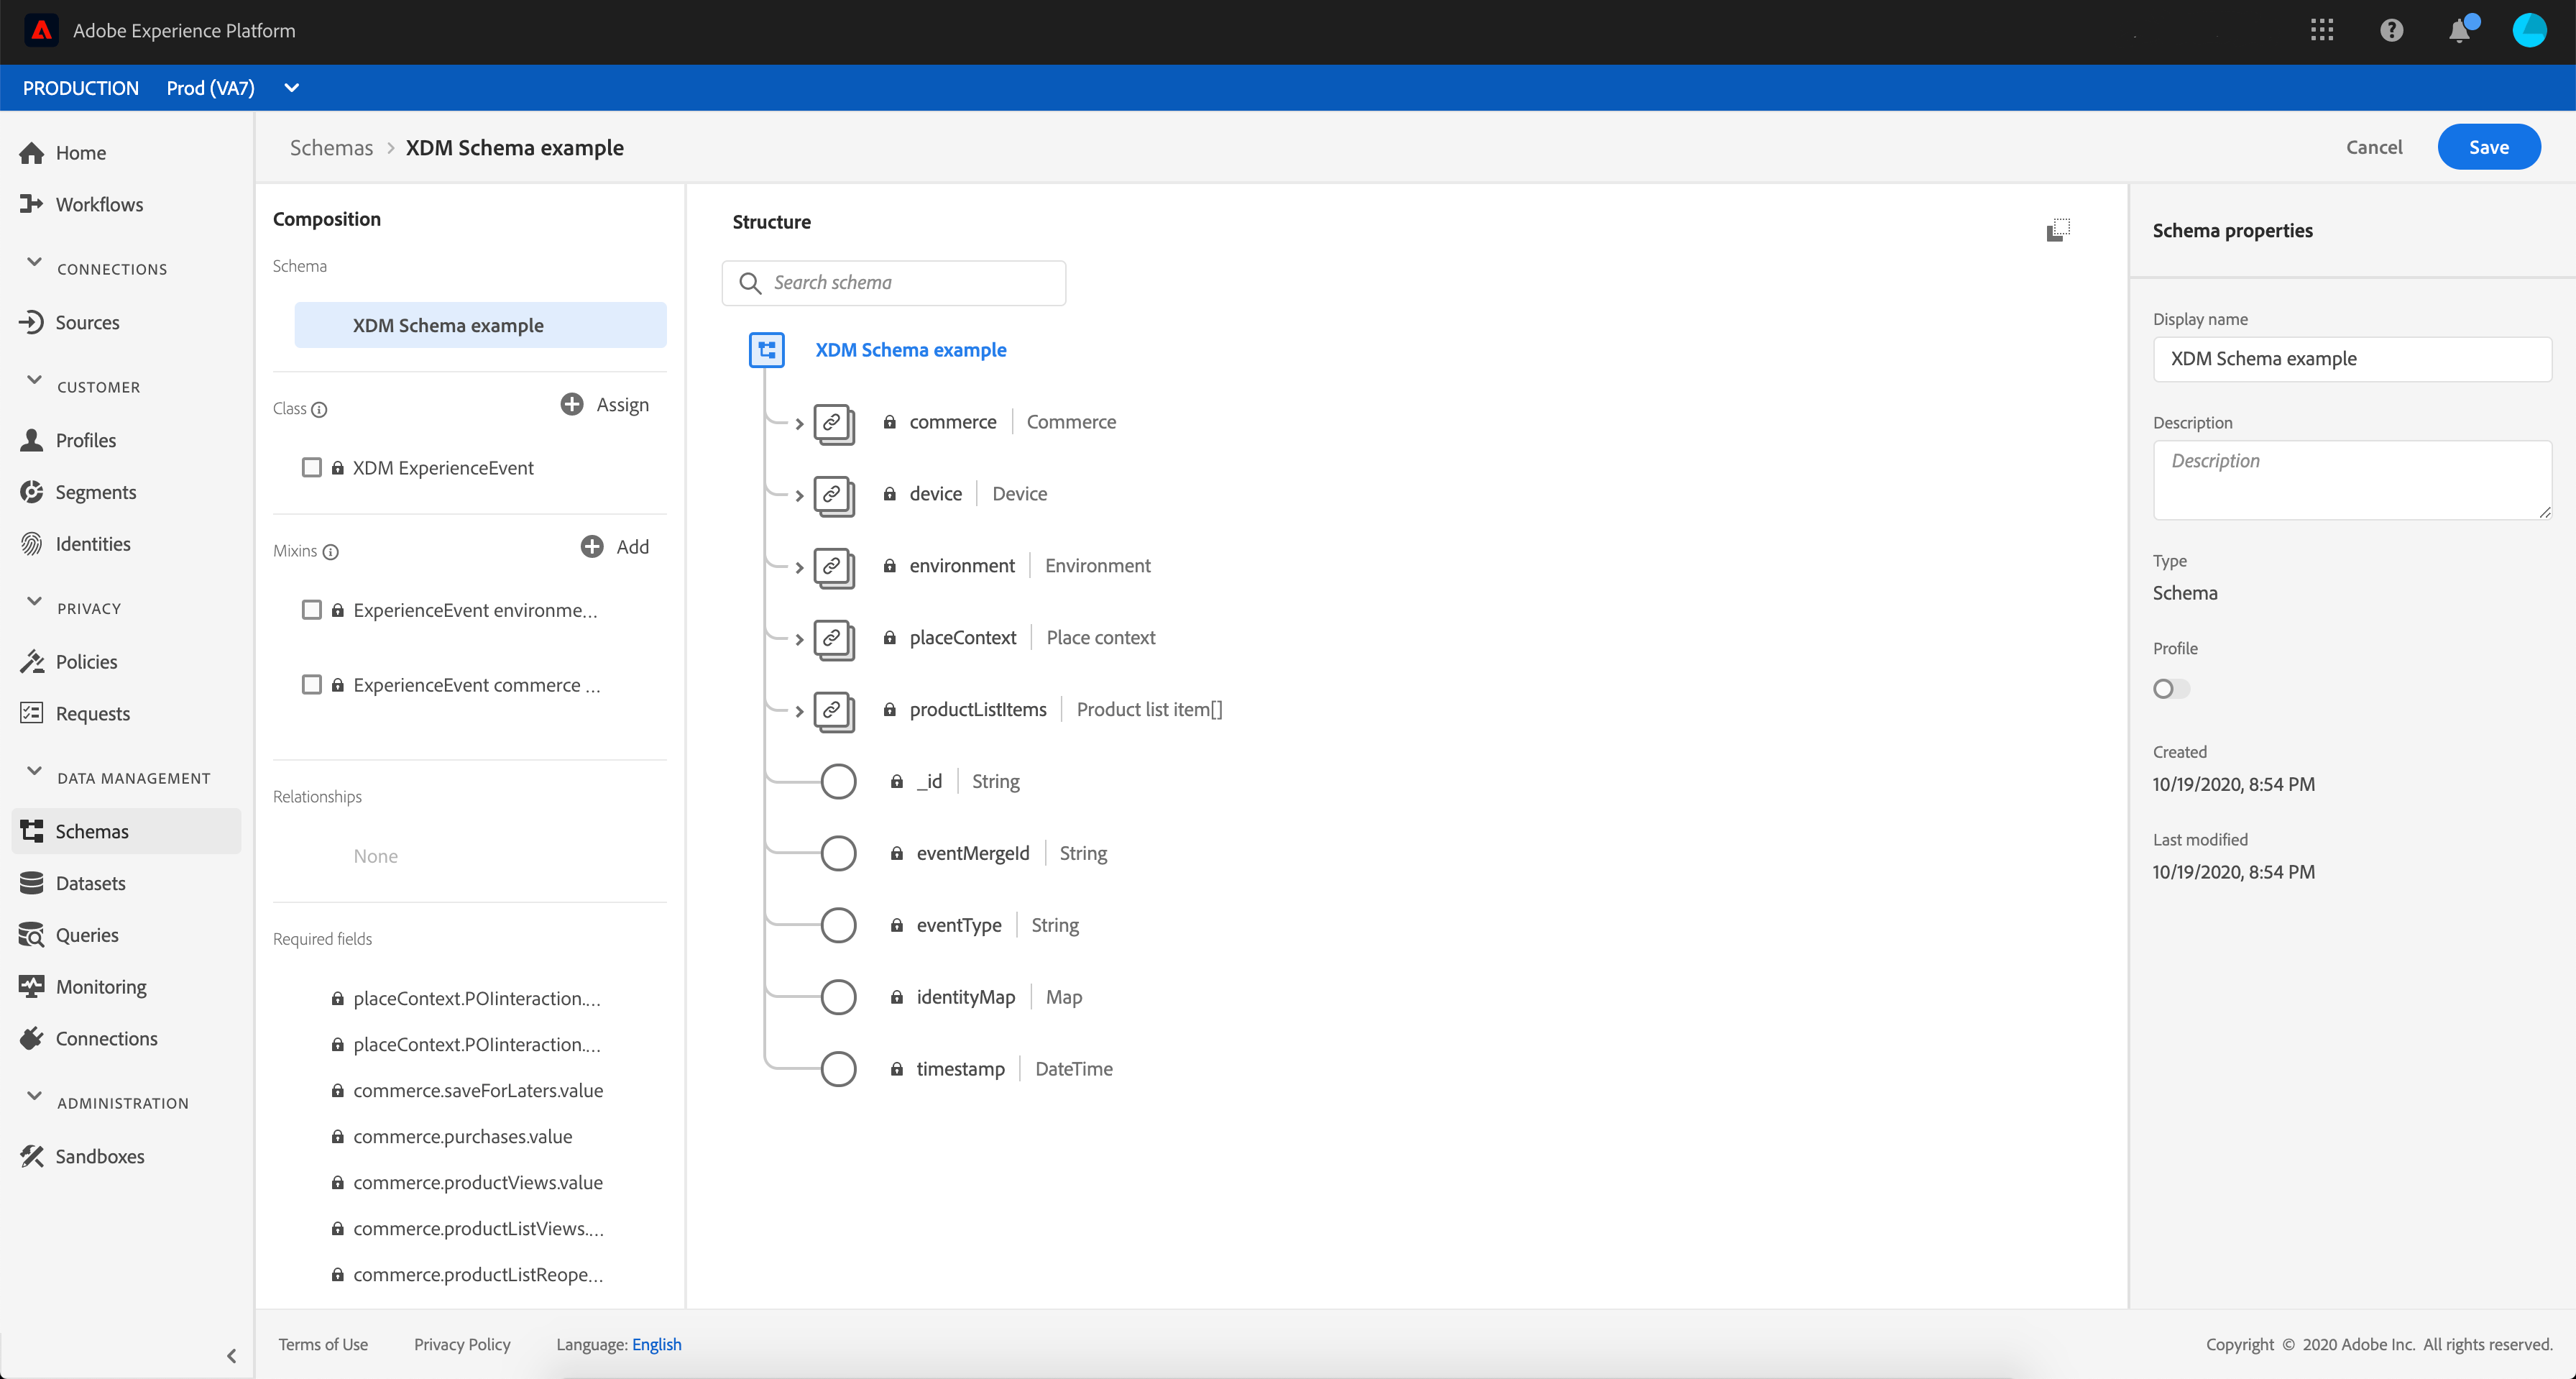 Adobe Experience Platform
PRODUCTION Prod (VA7)
Home
Workflows
CONNECTIONS
Sources
CUSTOMER
Profiles
Segments
Identities
PRIVACY
Policies
Requests
DATA MANAGEMENT
Schemas
Datasets
Queries
Monitoring
Connections
ADMINISTRATION
Sandboxes
Schemas > XDM Schema example
Cancel
Save
Composition
Schema
XDM Schema example
Class
Assign
XDM ExperienceEvent
Mixins
Add
ExperienceEvent environme...
ExperienceEvent commerce ...
Relationships
None
Required fields
placeContext.POIinteraction....
placeContext.POIinteraction....
commerce.saveForLaters.value
commerce.purchases.value
commerce.productViews.value
commerce.productListViews....
commerce.productListReope...
Structure
Search schema
XDM Schema example
commerce | Commerce
device | Device
environment | Environment
placeContext | Place context
productListItems | Product list item[]
_id | String
eventMergeId | String
eventType | String
identityMap | Map
timestamp | DateTime
Schema properties
Display name
XDM Schema example
Description
Description
Type
Schema
Profile
Created
10/19/2020, 8:54 PM
Last modified
10/19/2020, 8:54 PM
Terms of Use Privacy Policy Language: English
Copyright © 2020 Adobe Inc. All rights reserved.